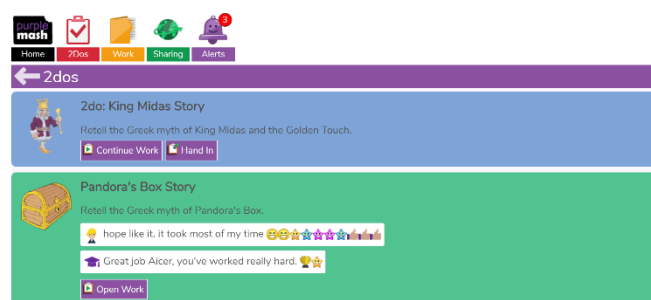 purple
mash
3
Home 2Dos Work Sharing Alerts
2dos
2do: King Midas Story
Retell the Greek myth of King Midas and the Golden Touch.
Continue Work Hand In
Pandora's Box Story
Retell the Greek myth of Pandora's Box.
hope like it, it took most of my time
Great job Aicer, you've worked really hard.
Open Work